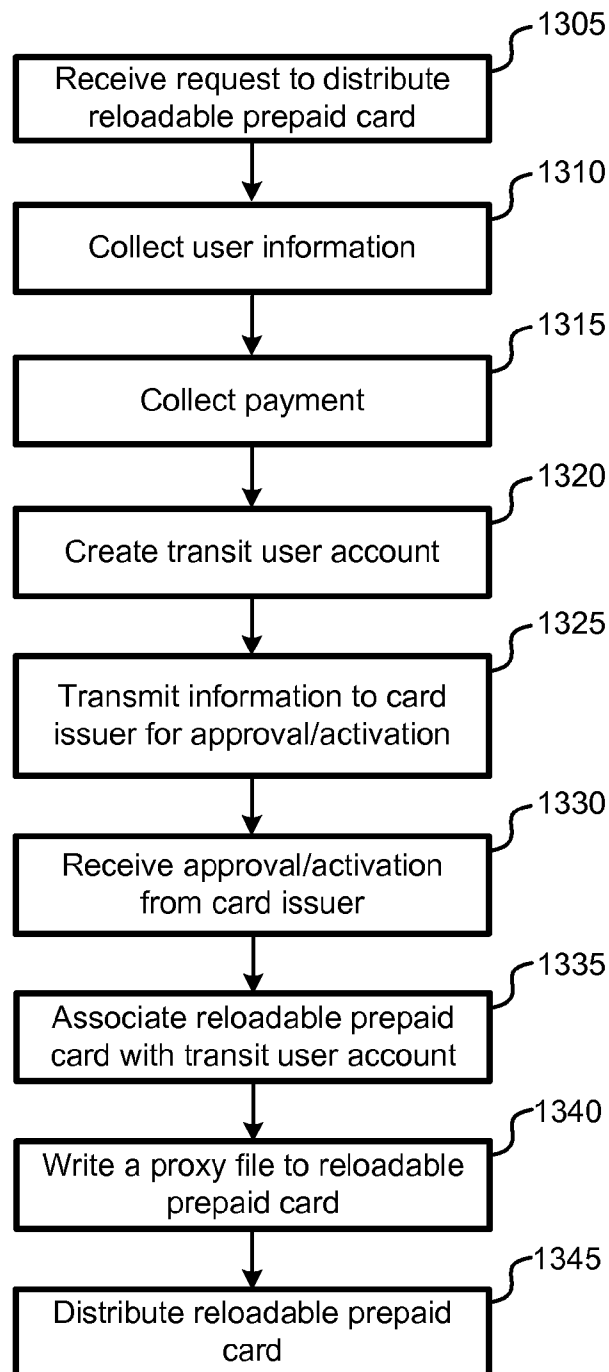 1305
Receive request to distribute
reloadable prepaid card
1310
Collect user information
1315
Collect payment
1320
Create transit user account
1325
Transmit information to card
issuer for approval/activation
1330
Receive approval/activation
from card issuer
1335
Associate reloadable prepaid
card with transit user account
1340
Write a proxy file to reloadable
prepaid card
1345
Distribute reloadable prepaid
card